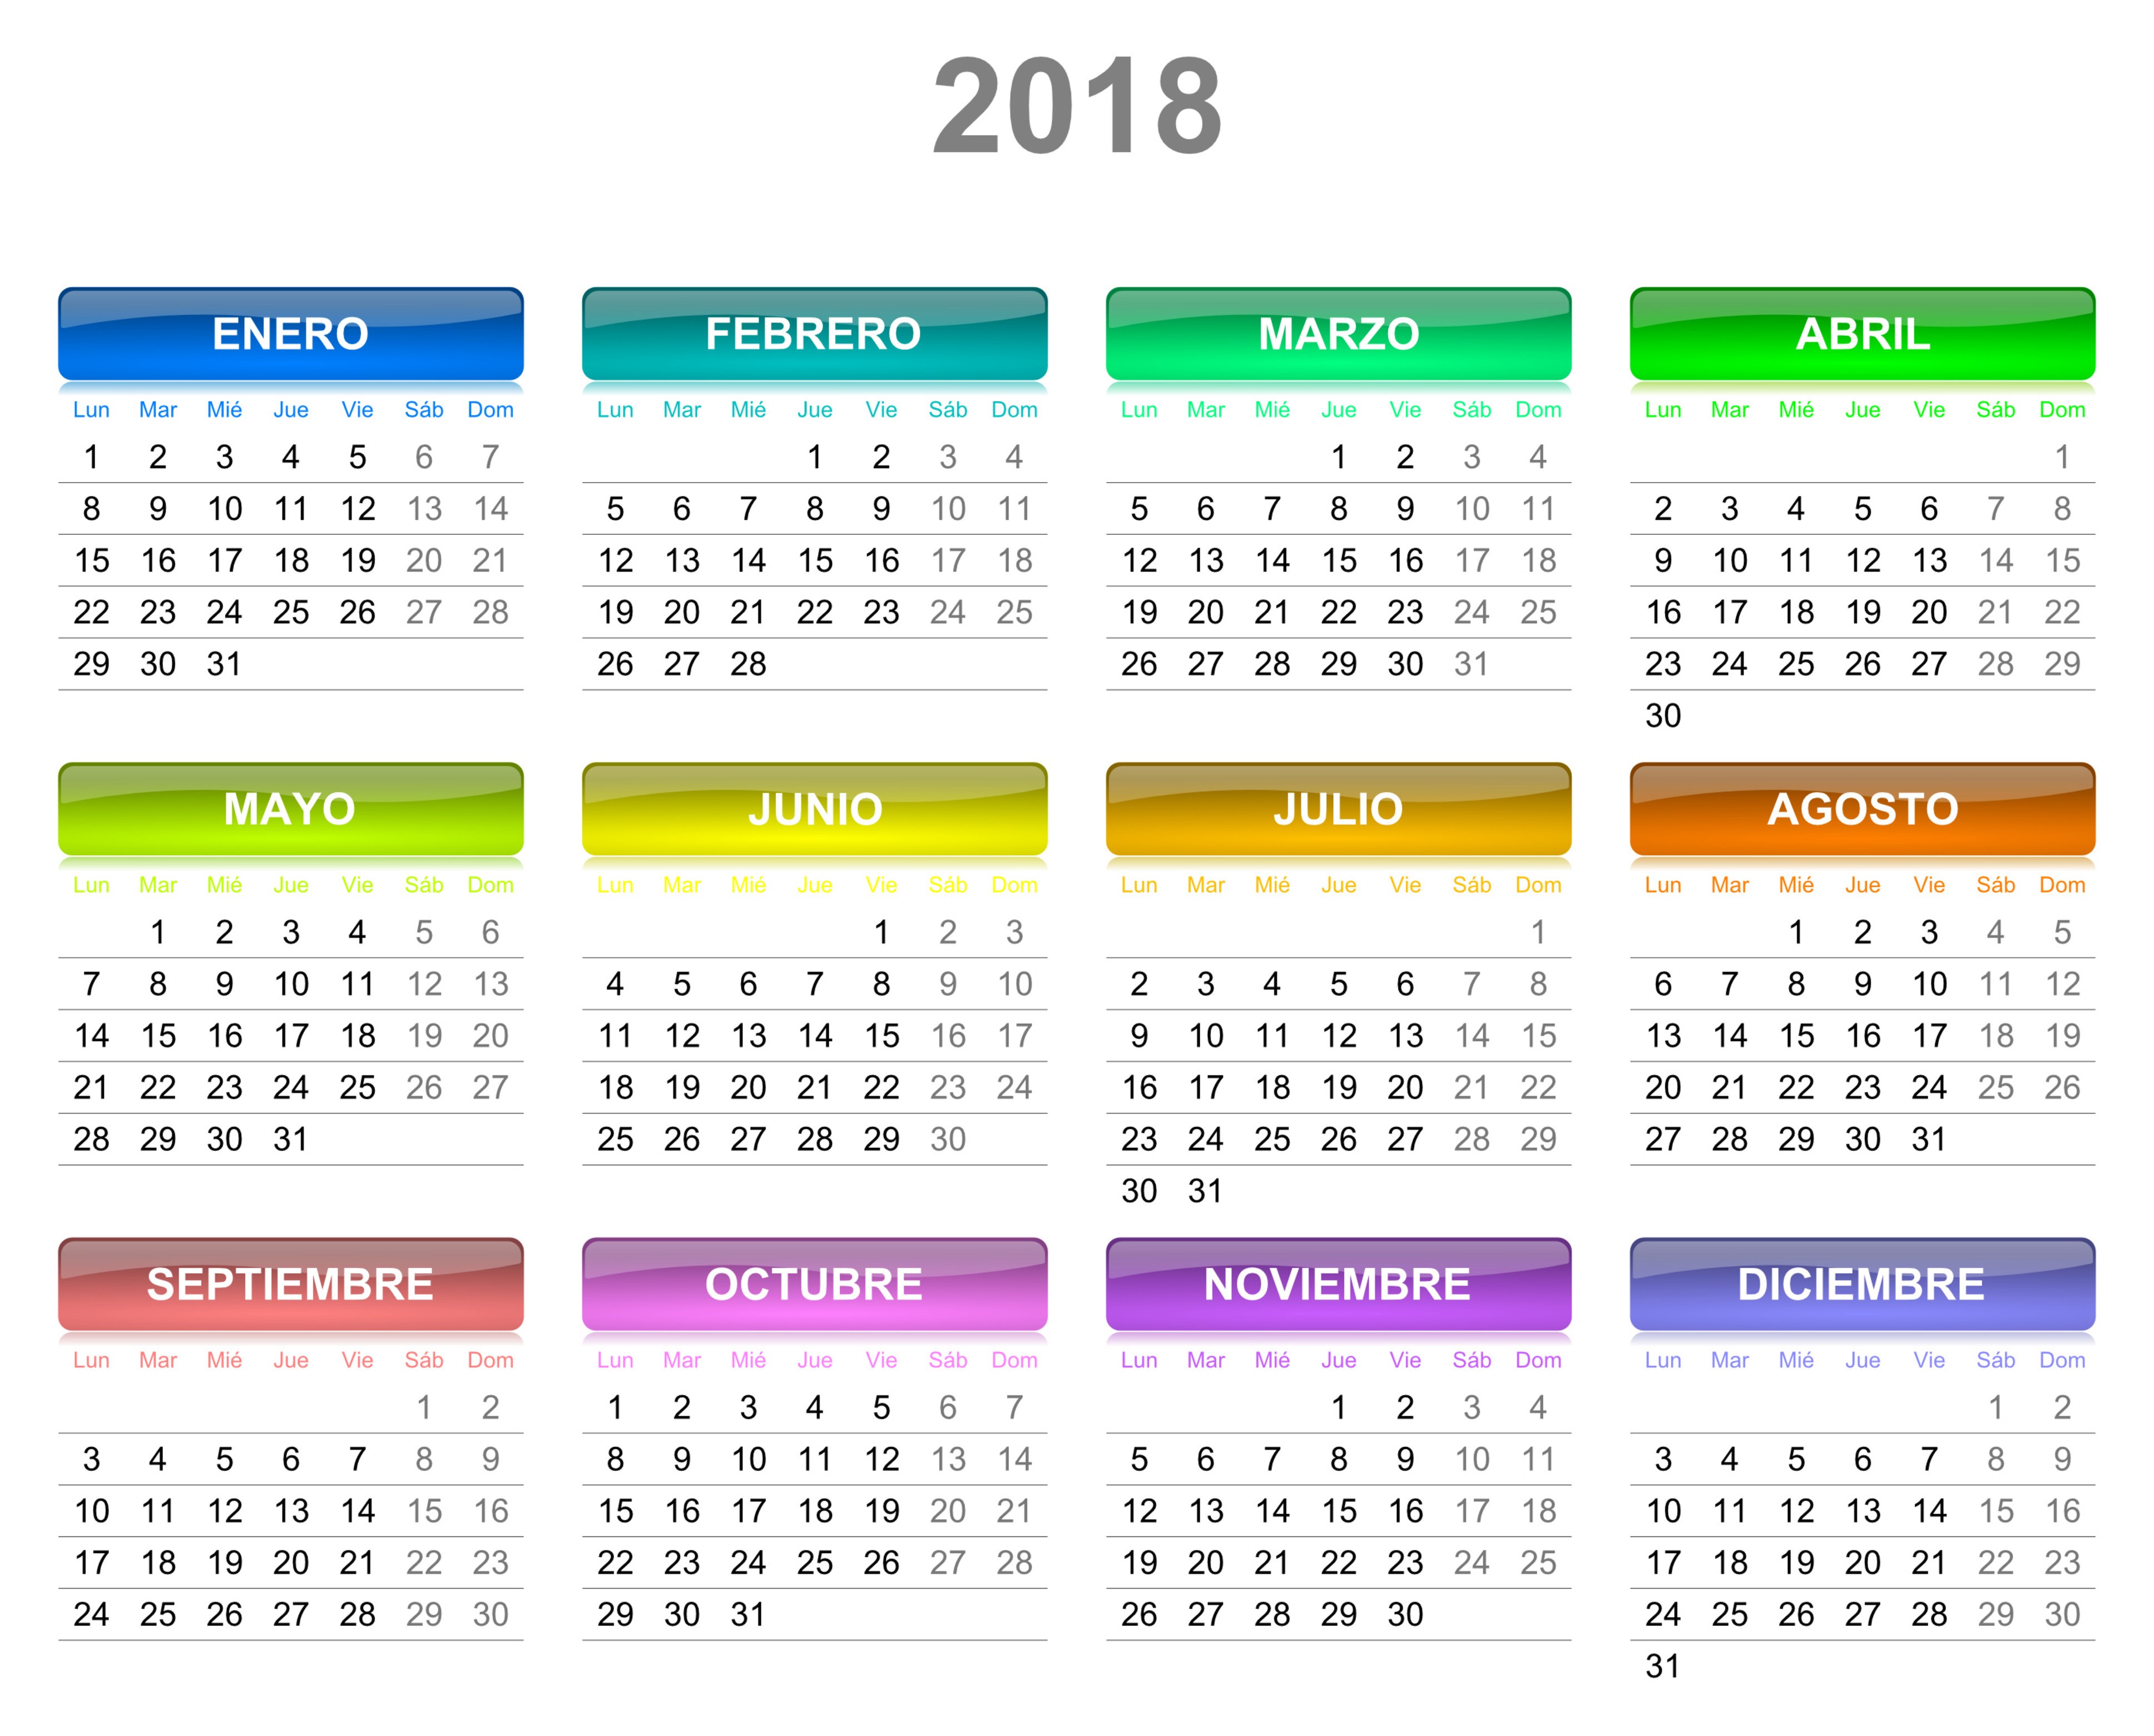 2018
ENERO FEBRERO MARZO ABRIL
Lun Mar Mié Jue Vie Sáb Dom Lun Mar Mié Jue Vie Sáb Dom Lun Mar Mié Jue Vie Sáb Dom Lun Mar Mié Jue Vie Sáb Dom
1 2 3 4 5 6 7 1 2 3 4 1 2 3 4 1
8 9 10 11 12 13 14 5 6 7 8 9 10 11 5 6 7 8 9 10 11 2 3 4 5 6 7 8
15 16 17 18 19 20 21 12 13 14 15 16 17 18 12 13 14 15 16 17 18 9 10 11 12 13 14 15
22 23 24 25 26 27 28 19 20 21 22 23 24 25 19 20 21 22 23 24 25 16 17 18 19 20 21 22
29 30 31 26 27 28 26 27 28 29 30 31 23 24 25 26 27 28 29
30
MAYO JUNIO JULIO AGOSTO
Lun Mar Mié Jue Vie Sáb Dom Lun Mar Mié Jue Vie Sáb Dom Lun Mar Mié Jue Vie Sáb Dom Lun Mar Mié Jue Vie Sáb Dom
1 2 3 4 5 6 1 2 3 1 1 2 3 4 5
7 8 9 10 11 12 13 4 5 6 7 8 9 10 2 3 4 5 6 7 8 6 7 8 9 10 11 12
14 15 16 17 18 19 20 11 12 13 14 15 16 17 9 10 11 12 13 14 15 13 14 15 16 17 18 19
21 22 23 24 25 26 27 18 19 20 21 22 23 24 16 17 18 19 20 21 22 20 21 22 23 24 25 26
28 29 30 31 25 26 27 28 29 30 23 24 25 26 27 28 29 27 28 29 30 31
30 31
SEPTIEMBRE OCTUBRE NOVIEMBRE DICIEMBRE
Lun Mar Mié Jue Vie Sáb Dom Lun Mar Mié Jue Vie Sáb Dom Lun Mar Mié Jue Vie Sáb Dom Lun Mar Mié Jue Vie Sáb Dom
1 2 1 2 3 4 5 6 7 1 2 3 4 1 2
3 4 5 6 7 8 9 8 9 10 11 12 13 14 5 6 7 8 9 10 11 3 4 5 6 7 8 9
10 11 12 13 14 15 16 15 16 17 18 19 20 21 12 13 14 15 16 17 18 10 11 12 13 14 15 16
17 18 19 20 21 22 23 22 23 24 25 26 27 28 19 20 21 22 23 24 25 17 18 19 20 21 22 23
24 25 26 27 28 29 30 29 30 31 26 27 28 29 30 24 25 26 27 28 29 30
31